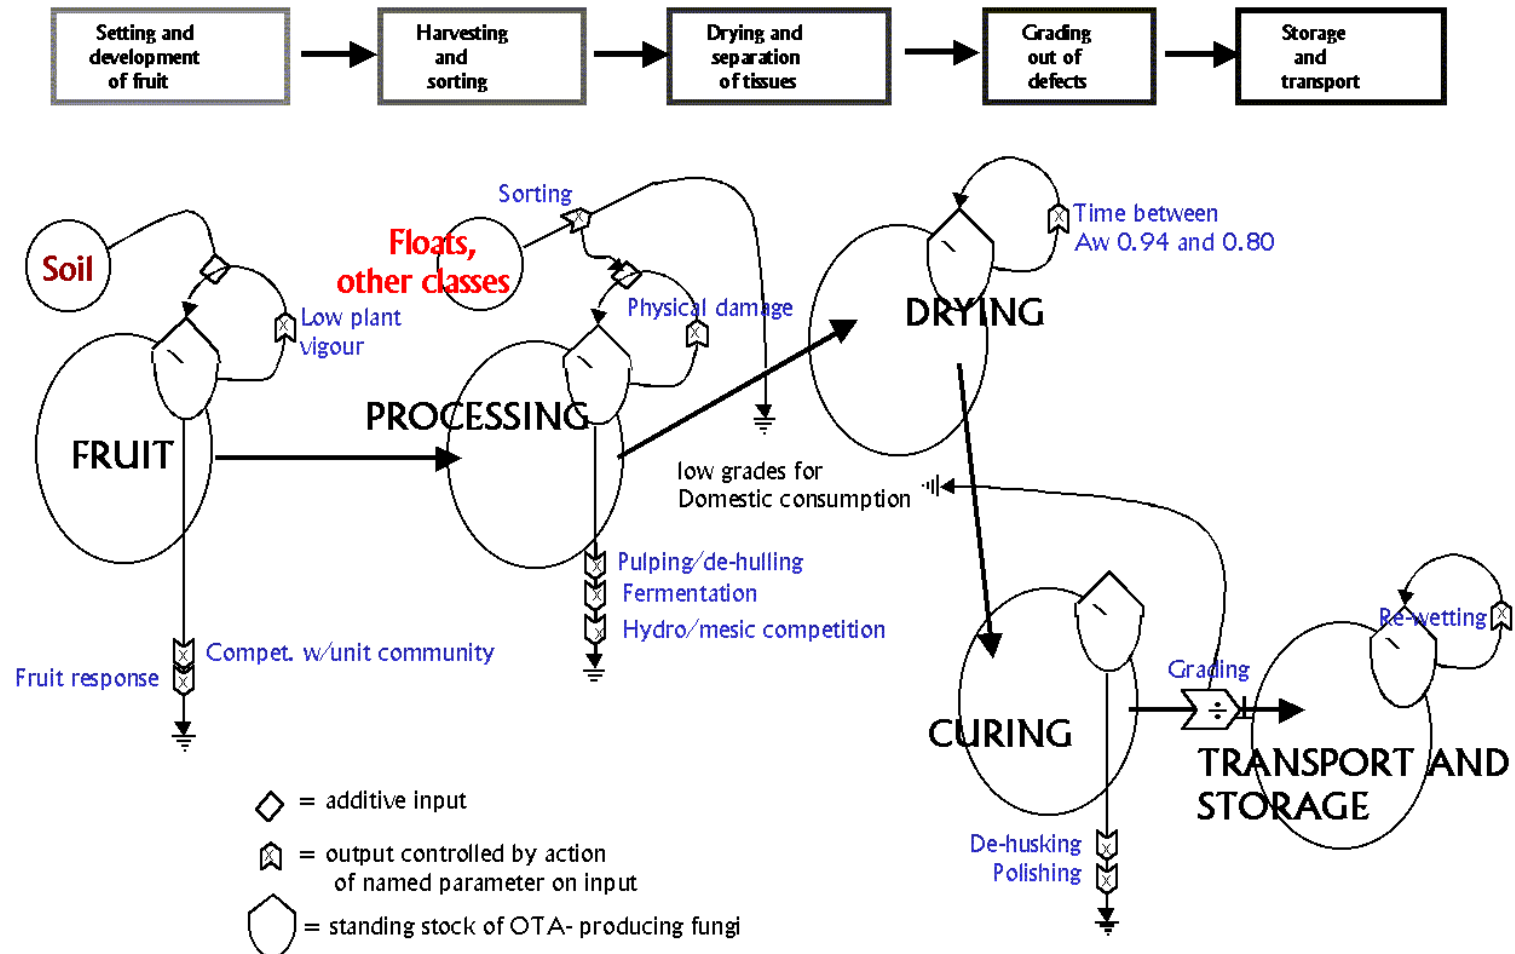 Setting and
development
of fruit
Harvesting
and
sorting
Drying and
separation
of tissues
Grading
out of
defects
Storage
and
transport
Sorting
Soil
Floats,
other classes
Time between
Aw 0.94 and 0.80
Low plant
vigour
Physical damage
DRYING
PROCESSING
FRUIT
low grades for
Domestic consumption
Pulping/de-hulling
Fermentation
Hydro/mesic competition
Compet. w/unit community
Fruit response
Re-wetting
Grading
CURING
TRANSPORT AND
STORAGE
De-husking
Polishing
= additive input
= output controlled by action
of named parameter on input
= standing stock of OTA- producing fungi